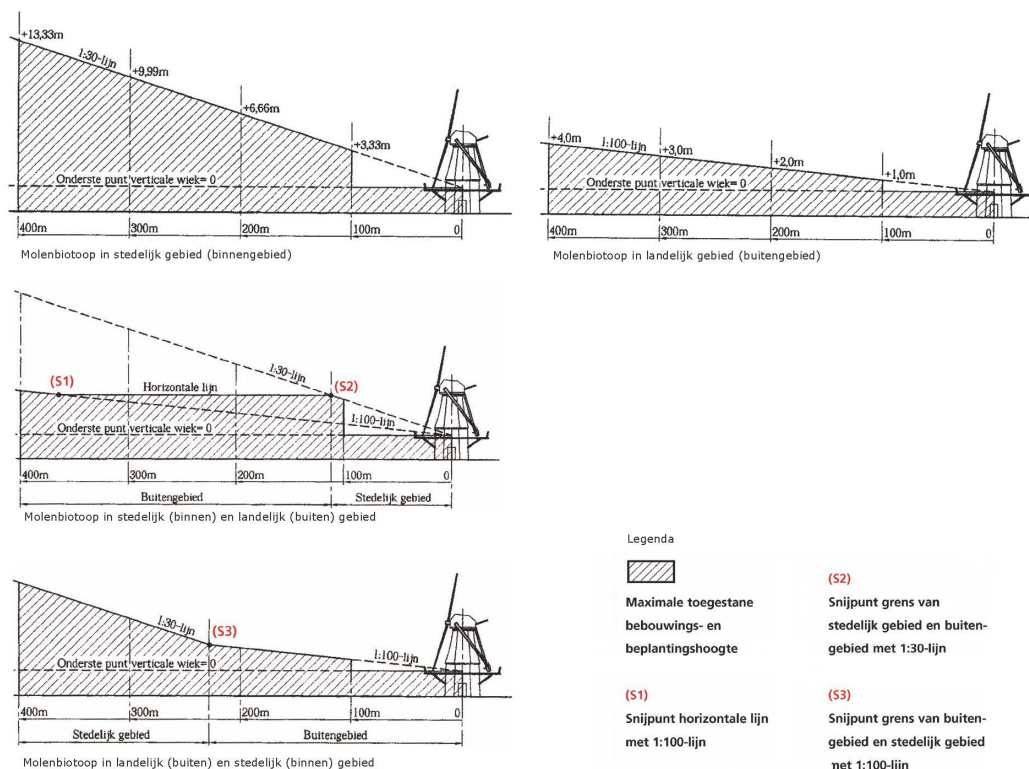 +13,33m
1:30-lijn
+9,99m
+6,66m
+3,33m
Onderste punt verticale wiek= 0
400m
300m
200m
100m
0
Molenbiotoop in stedelijk gebied (binnengebied)
+4,0m
1:100-lijn
+3,0m
+2,0m
+1,0m
Onderste punt verticale wiek= 0
400m
300m
200m
100m
0
Molenbiotoop in landelijk gebied (buitengebied)
1:30-lijn
(S1)
Horizontale lijn
(S2)
1:100-lijn
Onderste punt verticale wiek= 0
400m
300m
200m
100m
0
Buitengebied
Stedelijk gebied
Molenbiotoop in stedelijk (binnen) en landelijk (buiten) gebied
1:30-lijn
(S3)
1:100-lijn
Onderste punt verticale wiek= 0
400m
300m
200m
100m
0
Stedelijk gebied
Buitengebied
Molenbiotoop in landelijk (buiten) en stedelijk (binnen) gebied
Legenda
Maximale toegestane
bebouwings- en
beplantingshoogte
(S1)
Snijpunt horizontale lijn
met 1:100-lijn
(S2)
Snijpunt grens van
stedelijk gebied en buiten-
gebied met 1:30-lijn
(S3)
Snijpunt grens van buiten-
gebied en stedelijk gebied
met 1:100-lijn